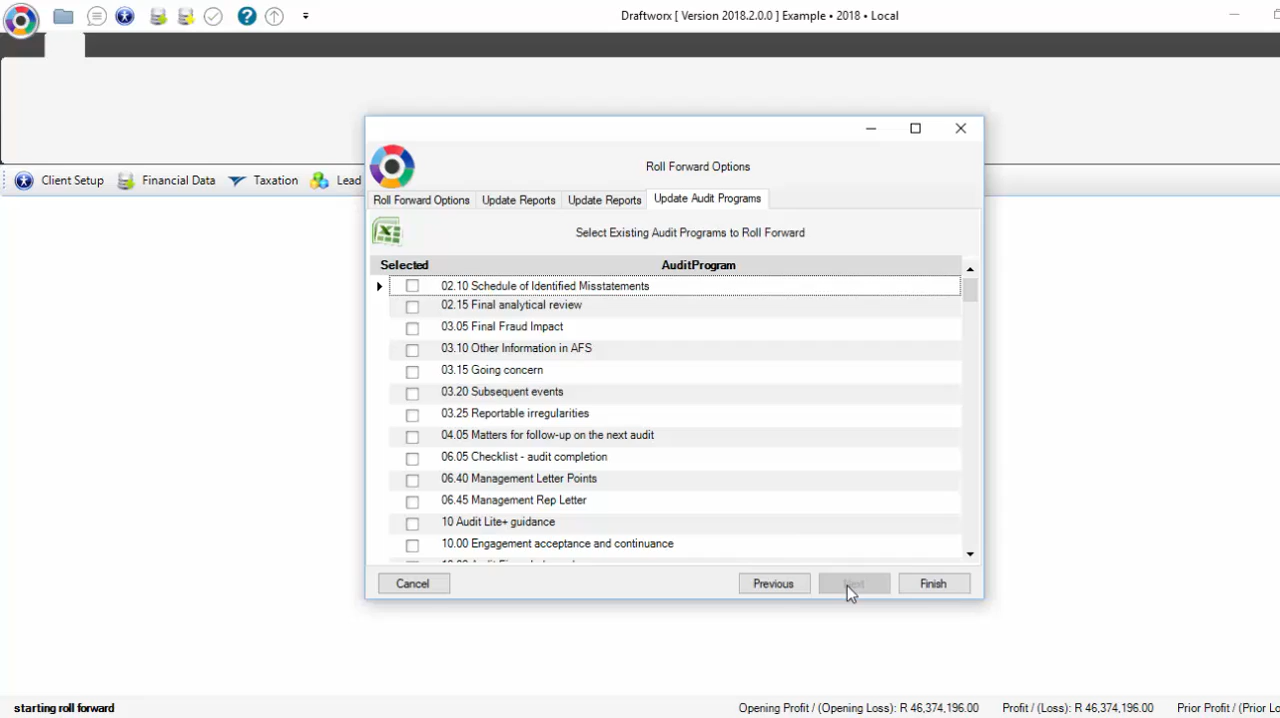 Draftworx [ Version 2018.2.0.0 ] Example • 2018 • Local
Client Setup Financial Data Taxation Lead
Roll Forward Options
Roll Forward Options Update Reports Update Reports Update Audit Programs
Select Existing Audit Programs to Roll Forward
Selected AuditProgram
02.10 Schedule of Identified Misstatements
02.15 Final analytical review
03.05 Final Fraud Impact
03.10 Other Information in AFS
03.15 Going concern
03.20 Subsequent events
03.25 Reportable irregularities
04.05 Matters for follow-up on the next audit
06.05 Checklist - audit completion
06.40 Management Letter Points
06.45 Management Rep Letter
10 Audit Lite+ guidance
10.00 Engagement acceptance and continuance
Cancel Previous Next Finish
starting roll forward Opening Profit / (Opening Loss): R 46,374,196.00 Profit / (Loss): R 46,374,196.00 Prior Profit / (Prior Lo